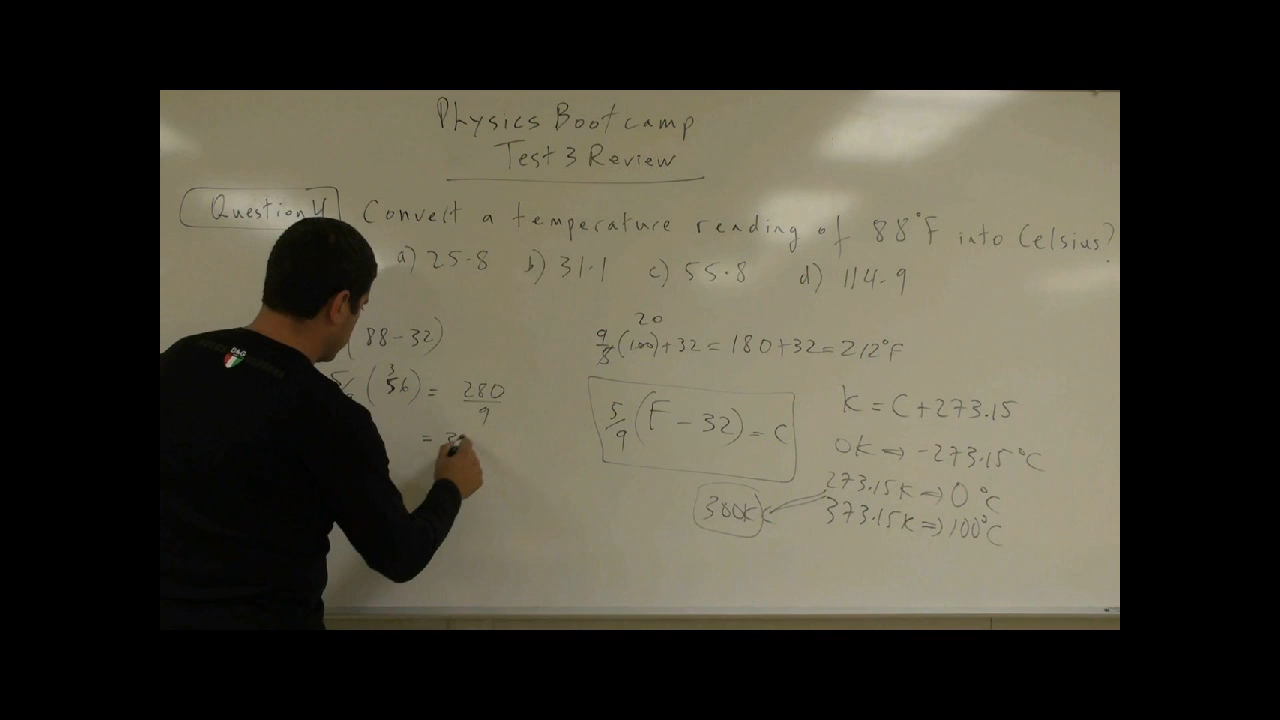 Physics Bootcamp
Test 3 Review
Question 4 Convert a temperature reading of 88°F into Celsius?
a) 25.8 b) 31.1 c) 55.8 d) 114.9
(88-32)
(56) = 280/9
=
20
9/5(100)+32=180+32=212°F
5/9(F-32)=C
K=C+273.15
0K⇒-273.15°C
273.15K⇒0°C
373.15K⇒100°C
300K
D&G